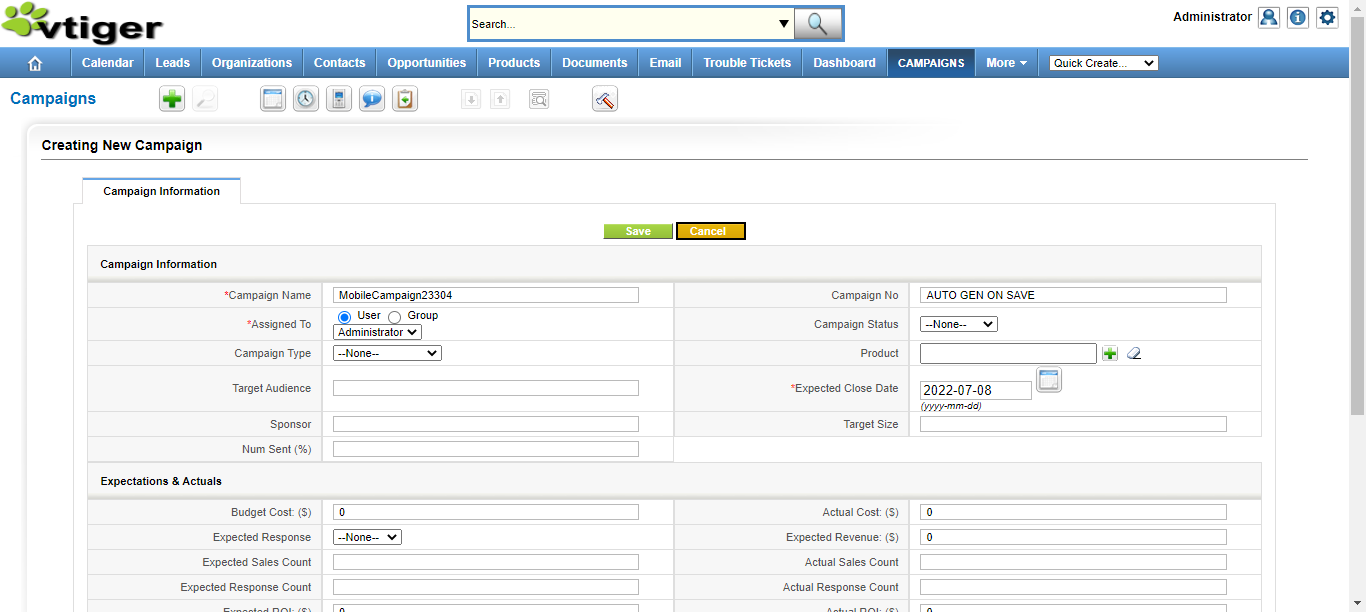 vtiger
Search...
Administrator
Calendar Leads Organizations Contacts Opportunities Products Documents Email Trouble Tickets Dashboard CAMPAIGNS More Quick Create...
Campaigns
Creating New Campaign
Campaign Information
Save Cancel
Campaign Information
*Campaign Name MobileCampaign23304 Campaign No AUTO GEN ON SAVE
*Assigned To User Group Administrator Campaign Status --None--
Campaign Type --None-- Product
Target Audience *Expected Close Date 2022-07-08
(yyyy-mm-dd)
Sponsor Target Size
Num Sent (%)
Expectations & Actuals
Budget Cost: ($) 0 Actual Cost: ($) 0
Expected Response --None-- Expected Revenue: ($) 0
Expected Sales Count Actual Sales Count
Expected Response Count Actual Response Count
Expected ROI: ($) 0 Actual ROI: ($) 0